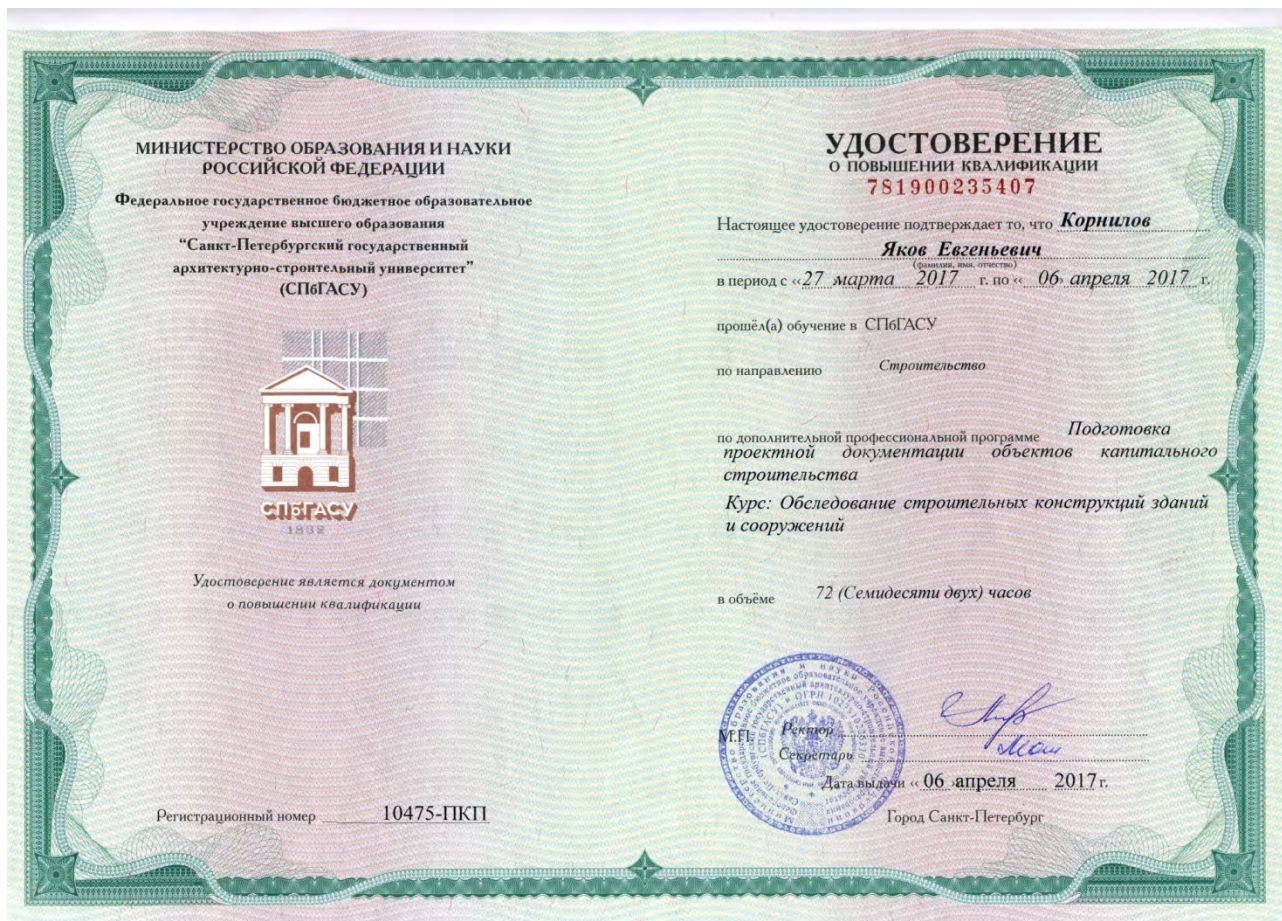 МИНИСТЕРСТВО ОБРАЗОВАНИЯ И НАУКИ
РОССИЙСКОЙ ФЕДЕРАЦИИ
Федеральное государственное бюджетное образовательное
учреждение высшего образования
“Санкт-Петербургский государственный
архитектурно-строительный университет”
(СПбГАСУ)
СПбГАСУ
1832
Удостоверение является документом
о повышении квалификации
Регистрационный номер 10475-ПКП
УДОСТОВЕРЕНИЕ
О ПОВЫШЕНИИ КВАЛИФИКАЦИИ
781900235407
Настоящее удостоверение подтверждает то, что Корнилов
Яков Евгеньевич
(фамилия, имя, отчество)
в период с «27 марта 2017 г. по « 06» апреля 2017 г.
прошёл(а) обучение в СПбГАСУ
по направлению Строительство
по дополнительной профессиональной программе Подготовка
проектной документации объектов капитального
строительства
Курс: Обследование строительных конструкций зданий
и сооружений
в объёме 72 (Семидесяти двух) часов
М.П. Ректор
Секретарь
Дата выдачи « 06 »апреля 2017 г.
Город Санкт-Петербург